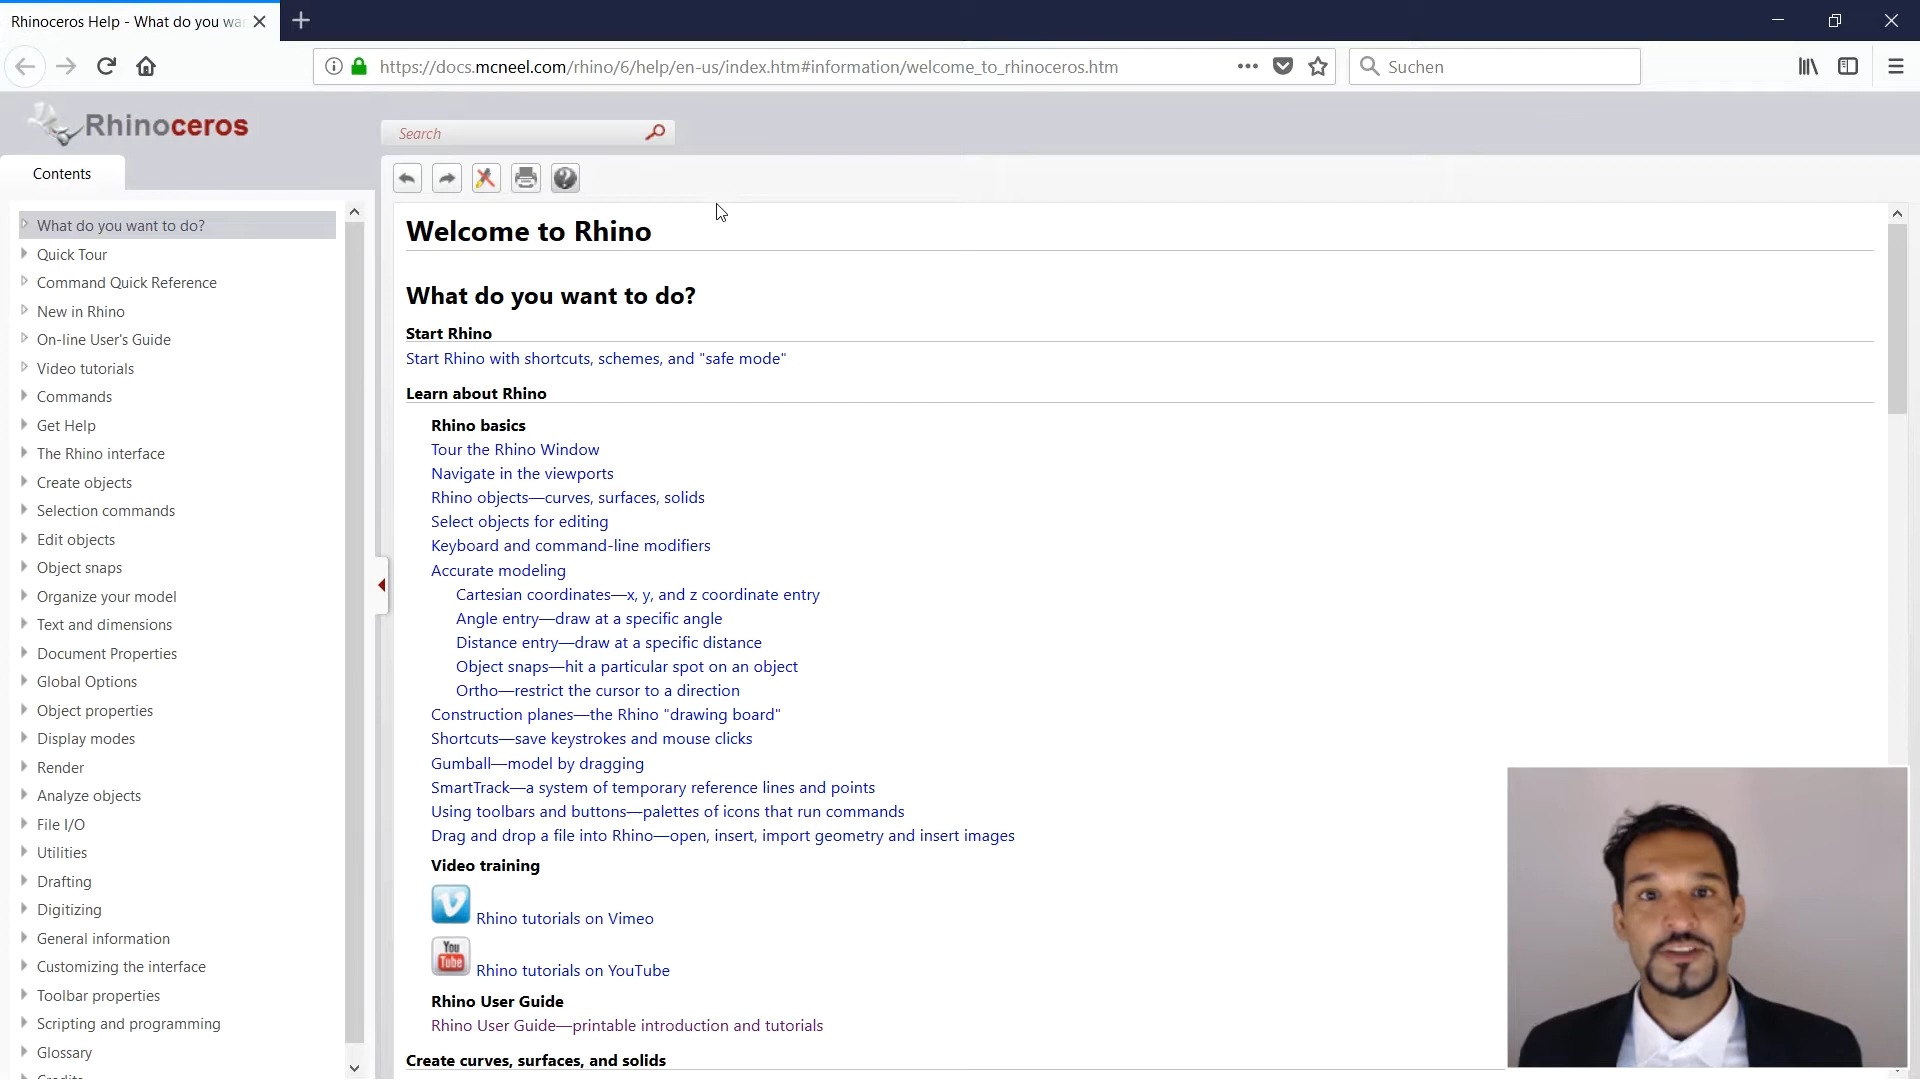 Rhinoceros Help - What do you wa
https://docs.mcneel.com/rhino/6/help/en-us/index.htm#information/welcome_to_rhinoceros.htm
Suchen
Rhinoceros
Search
Contents
What do you want to do?
Quick Tour
Command Quick Reference
New in Rhino
On-line User's Guide
Video tutorials
Commands
Get Help
The Rhino interface
Create objects
Selection commands
Edit objects
Object snaps
Organize your model
Text and dimensions
Document Properties
Global Options
Object properties
Display modes
Render
Analyze objects
File I/O
Utilities
Drafting
Digitizing
General information
Customizing the interface
Toolbar properties
Scripting and programming
Glossary
Welcome to Rhino
What do you want to do?
Start Rhino
Start Rhino with shortcuts, schemes, and "safe mode"
Learn about Rhino
Rhino basics
Tour the Rhino Window
Navigate in the viewports
Rhino objects—curves, surfaces, solids
Select objects for editing
Keyboard and command-line modifiers
Accurate modeling
Cartesian coordinates—x, y, and z coordinate entry
Angle entry—draw at a specific angle
Distance entry—draw at a specific distance
Object snaps—hit a particular spot on an object
Ortho—restrict the cursor to a direction
Construction planes—the Rhino "drawing board"
Shortcuts—save keystrokes and mouse clicks
Gumball—model by dragging
SmartTrack—a system of temporary reference lines and points
Using toolbars and buttons—palettes of icons that run commands
Drag and drop a file into Rhino—open, insert, import geometry and insert images
Video training
Rhino tutorials on Vimeo
You
Tube
Rhino tutorials on YouTube
Rhino User Guide
Rhino User Guide—printable introduction and tutorials
Create curves, surfaces, and solids